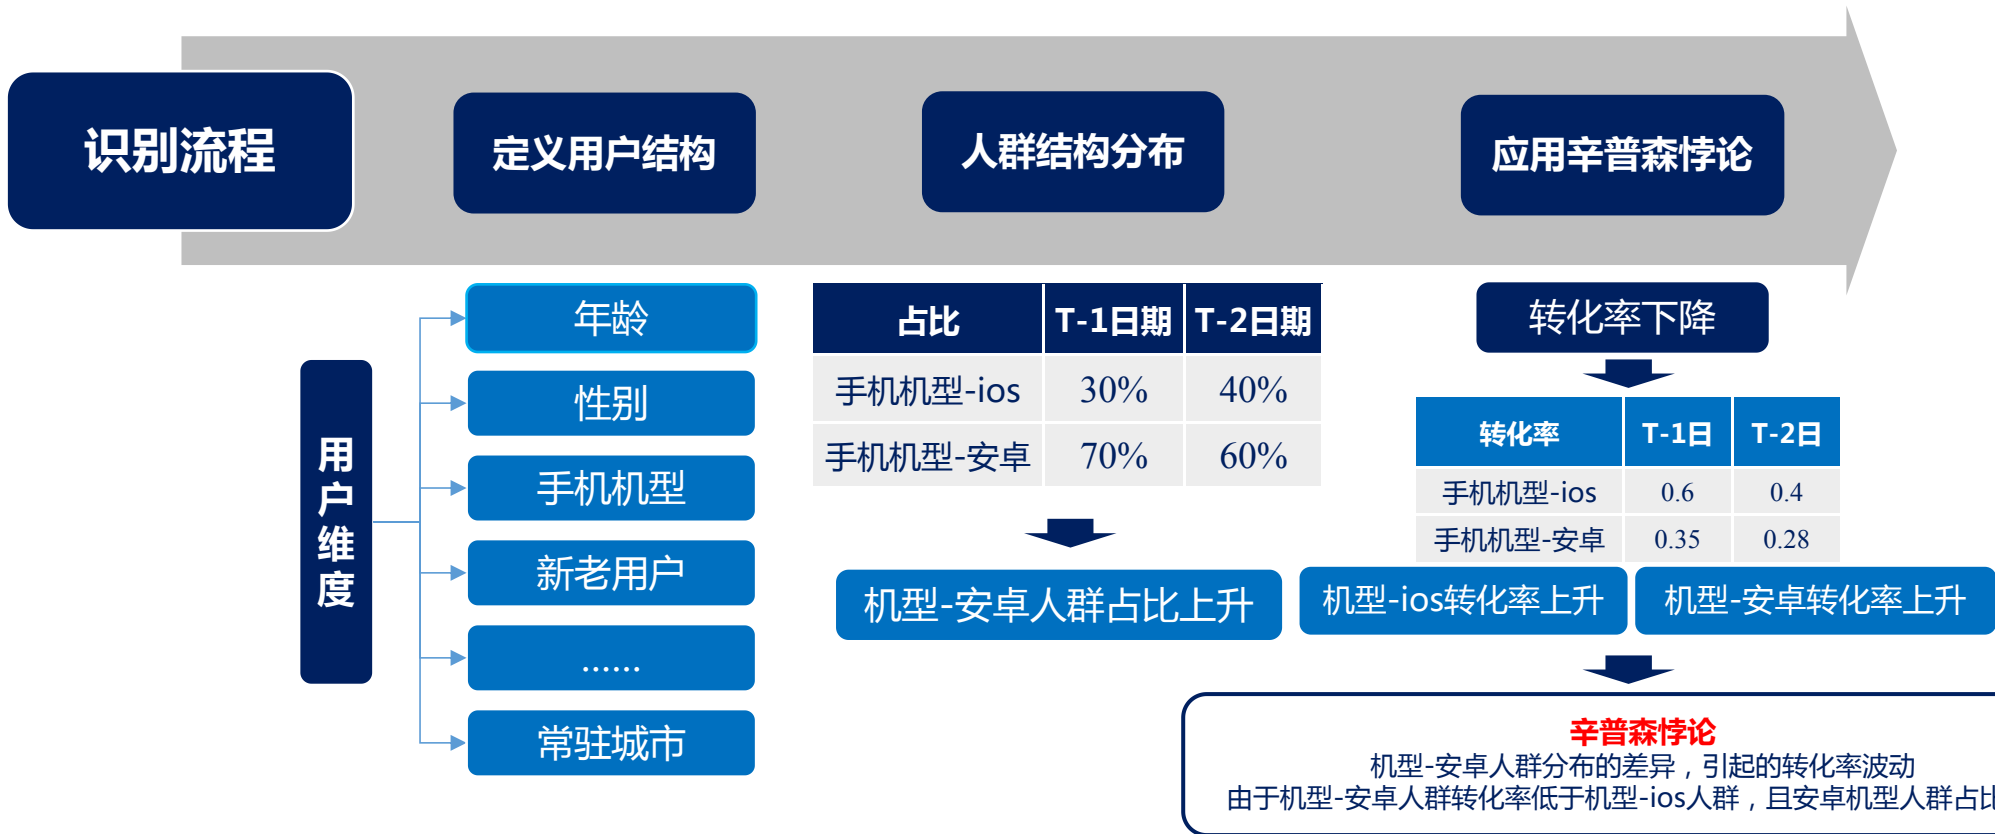 识别流程
定义用户结构
人群结构分布
应用辛普森悖论
用户维度
年龄
性别
手机机型
新老用户
......
常驻城市
占比 T-1日期 T-2日期
手机机型-ios 30% 40%
手机机型-安卓 70% 60%
机型-安卓人群占比上升
转化率下降
转化率 T-1日 T-2日
手机机型-ios 0.6 0.4
手机机型-安卓 0.35 0.28
机型-ios转化率上升
机型-安卓转化率上升
辛普森悖论
机型-安卓人群分布的差异，引起的转化率波动
由于机型-安卓人群转化率低于机型-ios人群，且安卓机型人群占